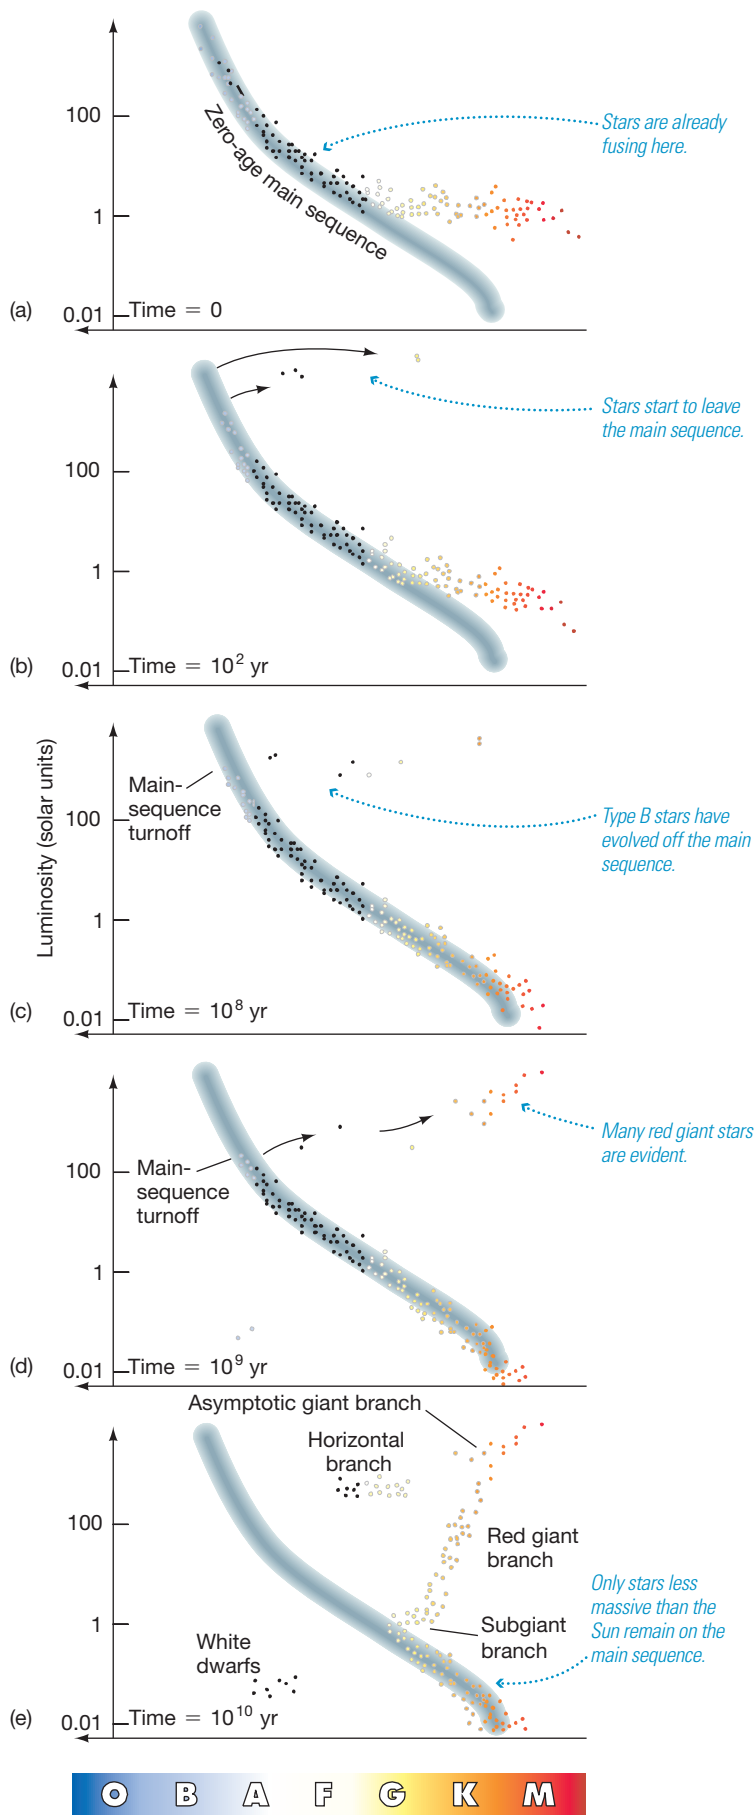 100
1
0.01
Zero-age main sequence
Stars are already
fusing here.
(a)
Time = 0
100
1
0.01
Stars start to leave
the main sequence.
(b)
Time = 10² yr
Luminosity (solar units)
Main-
sequence
turnoff
100
1
0.01
Type B stars have
evolved off the main
sequence.
(c)
Time = 10⁸ yr
Main-
sequence
turnoff
100
1
0.01
Many red giant stars
are evident.
(d)
Time = 10⁹ yr
Asymptotic giant branch
Horizontal
branch
100
Red giant
branch
Only stars less
massive than the
Sun remain on the
main sequence.
1
Subgiant
branch
White
dwarfs
(e)
0.01
Time = 10¹⁰ yr
O B A F G K M